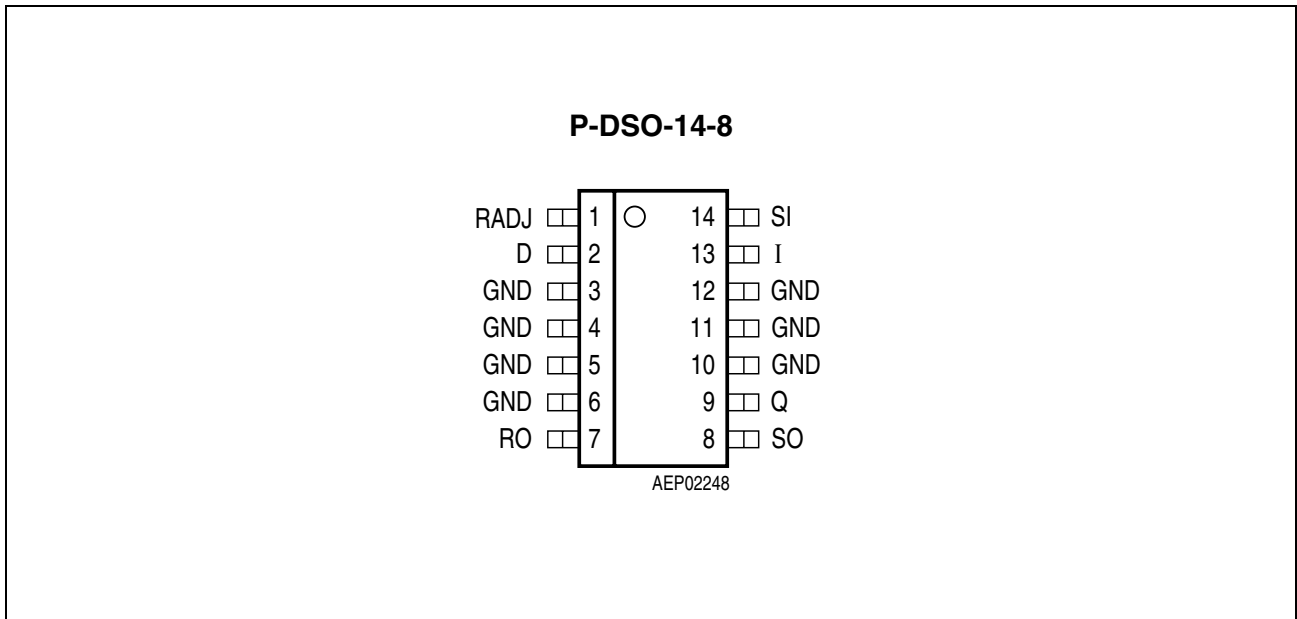 P-DSO-14-8
RADJ 1 14 SI
D 2 13 I
GND 3 12 GND
GND 4 11 GND
GND 5 10 GND
GND 6 9 Q
RO 7 8 SO
AEP02248